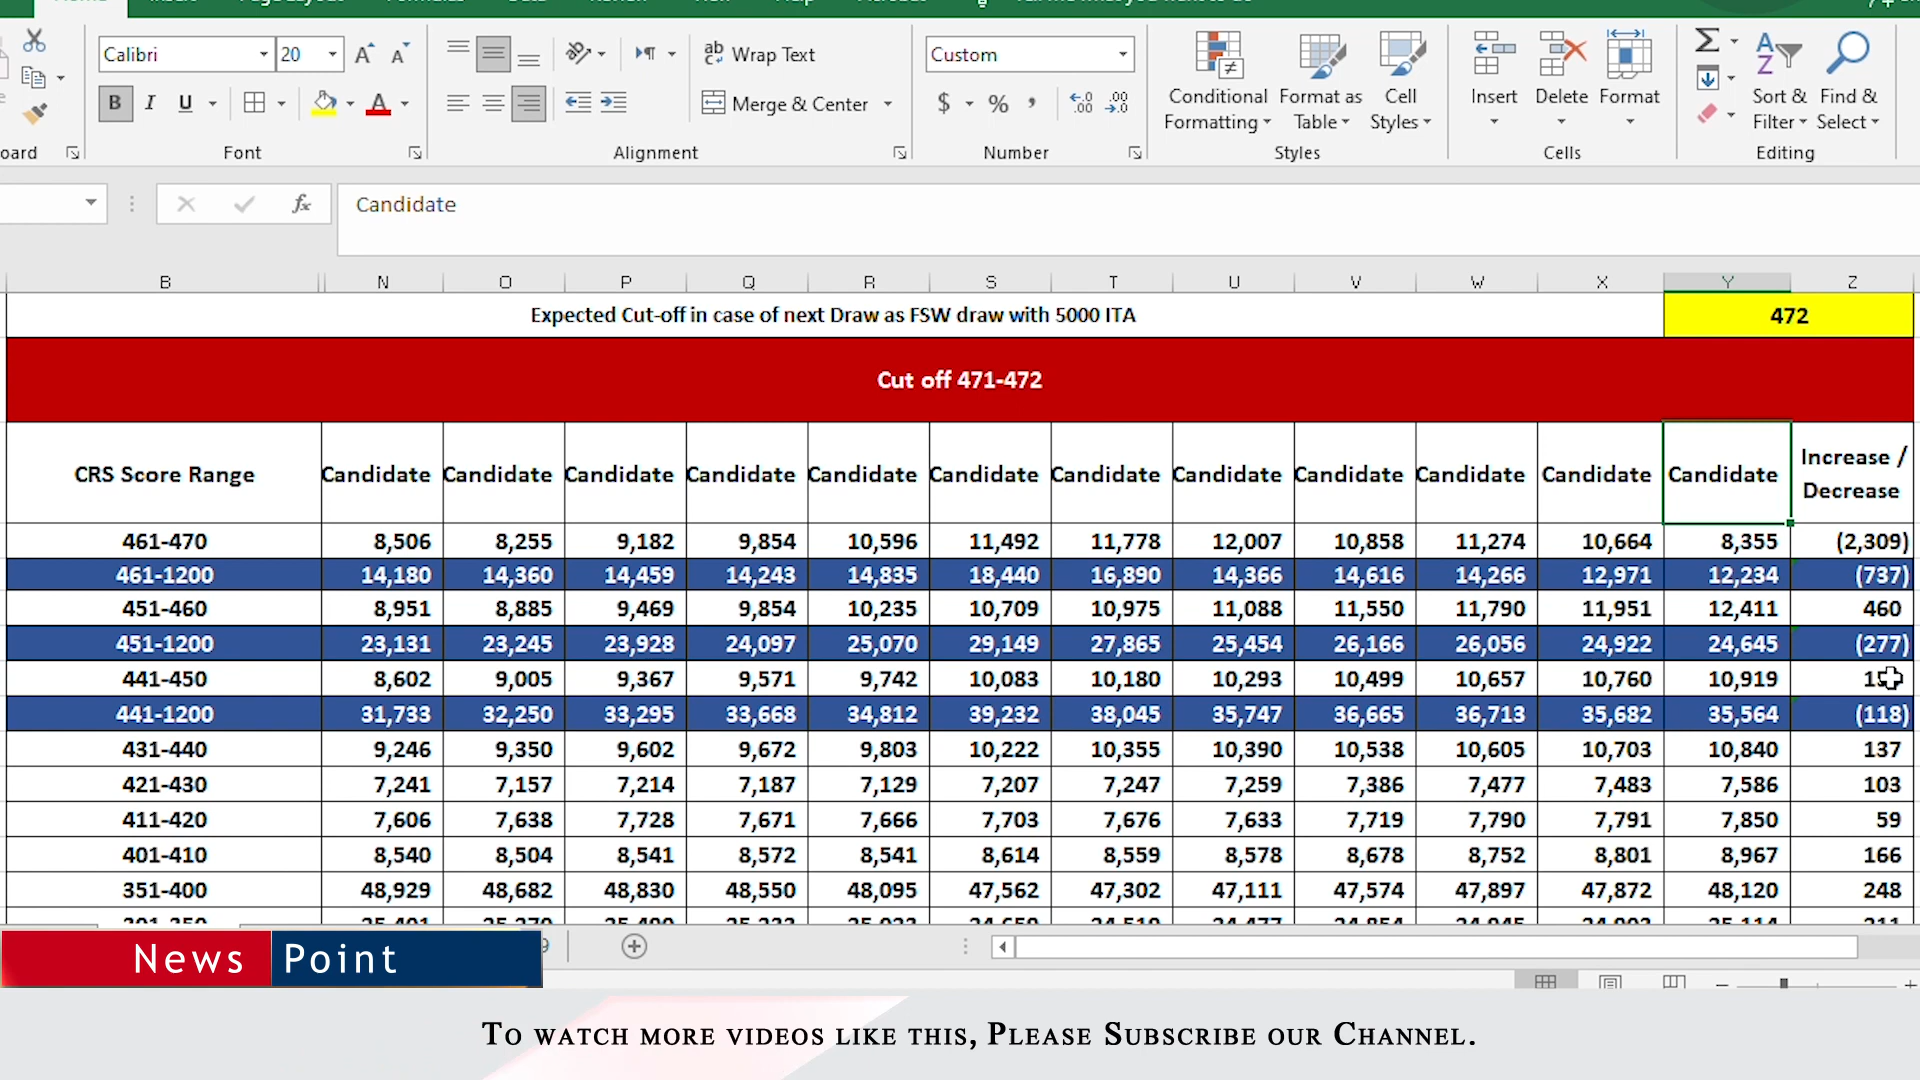 Calibri 20 Wrap Text Custom
B I U Merge & Center $ % , .00 .00
Conditional Formatting Format as Table Cell Styles Insert Delete Format Sort & Filter Find & Select
Font Alignment Number Styles Cells Editing
fx Candidate
B N O P Q R S T U V W X Y Z
Expected Cut-off in case of next Draw as FSW draw with 5000 ITA 472
Cut off 471-472
CRS Score Range Candidate Candidate Candidate Candidate Candidate Candidate Candidate Candidate Candidate Candidate Candidate Candidate Increase / Decrease
461-470 8,506 8,255 9,182 9,854 10,596 11,492 11,778 12,007 10,858 11,274 10,664 8,355 (2,309)
461-1200 14,180 14,360 14,459 14,243 14,835 18,440 16,890 14,366 14,616 14,266 12,971 12,234 (737)
451-460 8,951 8,885 9,469 9,854 10,235 10,709 10,975 11,088 11,550 11,790 11,951 12,411 460
451-1200 23,131 23,245 23,928 24,097 25,070 29,149 27,865 25,454 26,166 26,056 24,922 24,645 (277)
441-450 8,602 9,005 9,367 9,571 9,742 10,083 10,180 10,293 10,499 10,657 10,760 10,919
441-1200 31,733 32,250 33,295 33,668 34,812 39,232 38,045 35,747 36,665 36,713 35,682 35,564 (118)
431-440 9,246 9,350 9,602 9,672 9,803 10,222 10,355 10,390 10,538 10,605 10,703 10,840 137
421-430 7,241 7,157 7,214 7,187 7,129 7,207 7,247 7,259 7,386 7,477 7,483 7,586 103
411-420 7,606 7,638 7,728 7,671 7,666 7,703 7,676 7,633 7,719 7,790 7,791 7,850 59
401-410 8,540 8,504 8,541 8,572 8,541 8,614 8,559 8,578 8,678 8,752 8,801 8,967 166
351-400 48,929 48,682 48,830 48,550 48,095 47,562 47,302 47,111 47,574 47,897 47,872 48,120 248
News Point
To watch more videos like this, Please Subscribe our Channel.